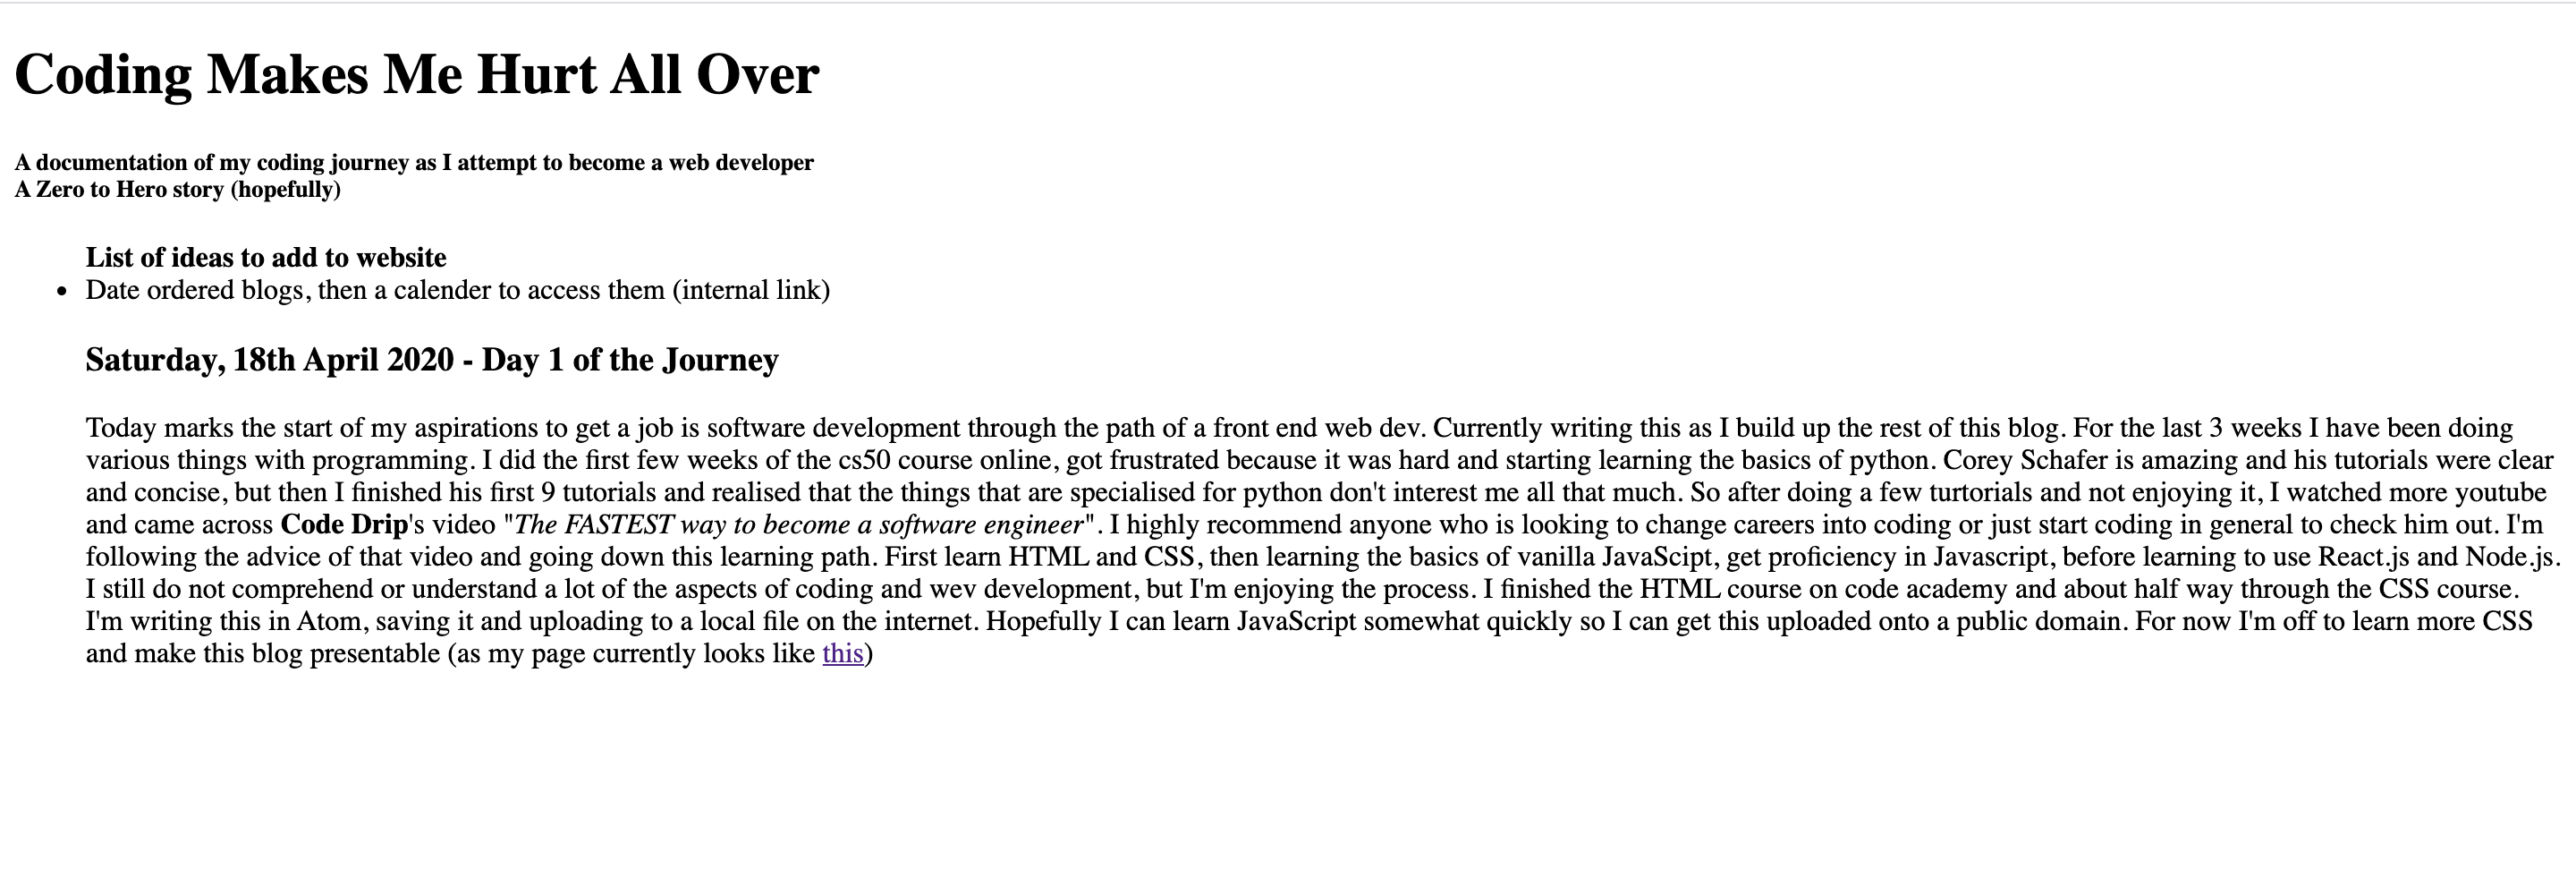 Coding Makes Me Hurt All Over
A documentation of my coding journey as I attempt to become a web developer
A Zero to Hero story (hopefully)
List of ideas to add to website
• Date ordered blogs, then a calender to access them (internal link)
Saturday, 18th April 2020 - Day 1 of the Journey
Today marks the start of my aspirations to get a job is software development through the path of a front end web dev. Currently writing this as I build up the rest of this blog. For the last 3 weeks I have been doing
various things with programming. I did the first few weeks of the cs50 course online, got frustrated because it was hard and starting learning the basics of python. Corey Schafer is amazing and his tutorials were clear
and concise, but then I finished his first 9 tutorials and realised that the things that are specialised for python don't interest me all that much. So after doing a few turtorials and not enjoying it, I watched more youtube
and came across Code Drip's video "The FASTEST way to become a software engineer". I highly recommend anyone who is looking to change careers into coding or just start coding in general to check him out. I'm
following the advice of that video and going down this learning path. First learn HTML and CSS, then learning the basics of vanilla JavaScipt, get proficiency in Javascript, before learning to use React.js and Node.js.
I still do not comprehend or understand a lot of the aspects of coding and wev development, but I'm enjoying the process. I finished the HTML course on code academy and about half way through the CSS course.
I'm writing this in Atom, saving it and uploading to a local file on the internet. Hopefully I can learn JavaScript somewhat quickly so I can get this uploaded onto a public domain. For now I'm off to learn more CSS
and make this blog presentable (as my page currently looks like this)